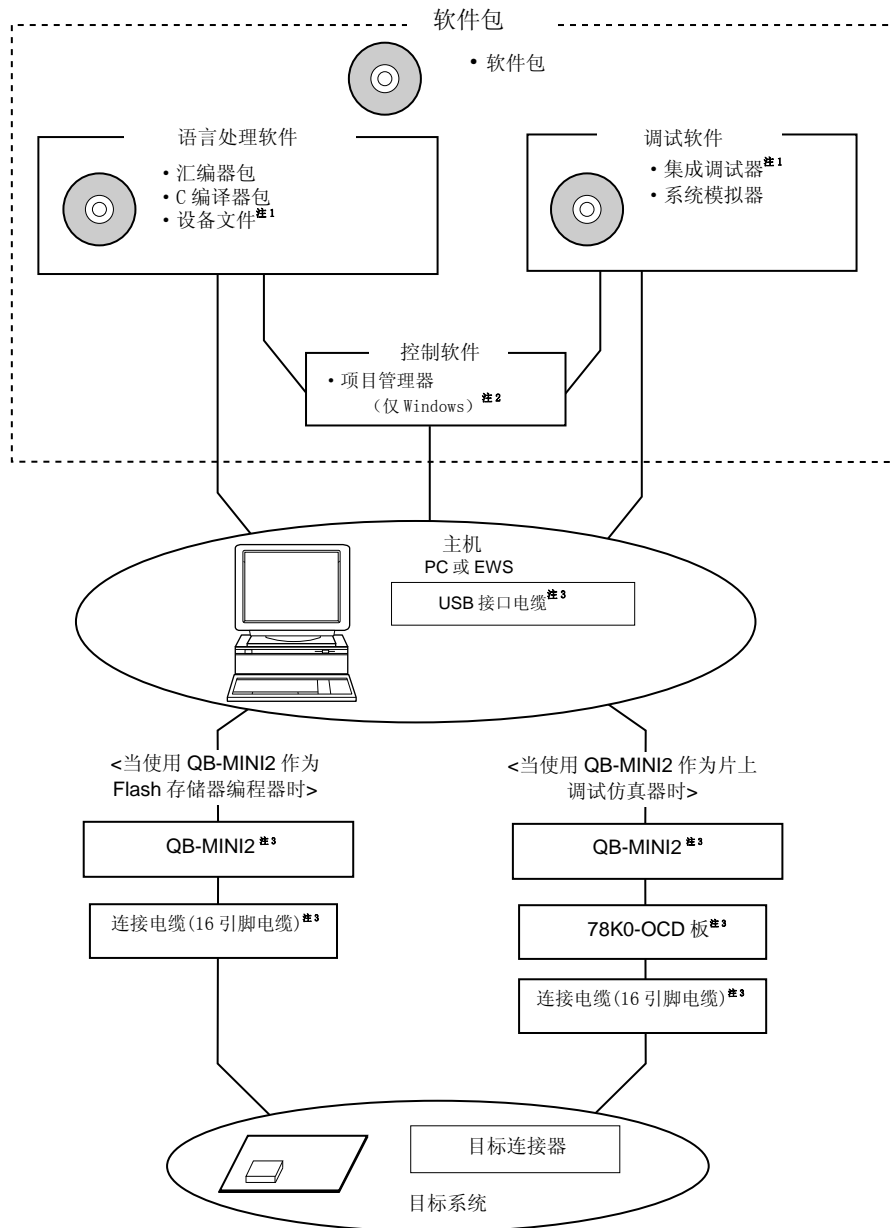 软件包
• 软件包
语言处理软件
• 汇编器包
• C 编译器包
• 设备文件注1
调试软件
• 集成调试器注1
• 系统模拟器
控制软件
• 项目管理器
（仅 Windows）注2
主机
PC 或 EWS
USB 接口电缆注3
<当使用 QB-MINI2 作为
Flash 存储器编程器时>
QB-MINI2注3
连接电缆(16 引脚电缆)注3
<当使用 QB-MINI2 作为片上
调试仿真器时>
QB-MINI2注3
78K0-OCD 板注3
连接电缆(16 引脚电缆)注3
目标连接器
目标系统